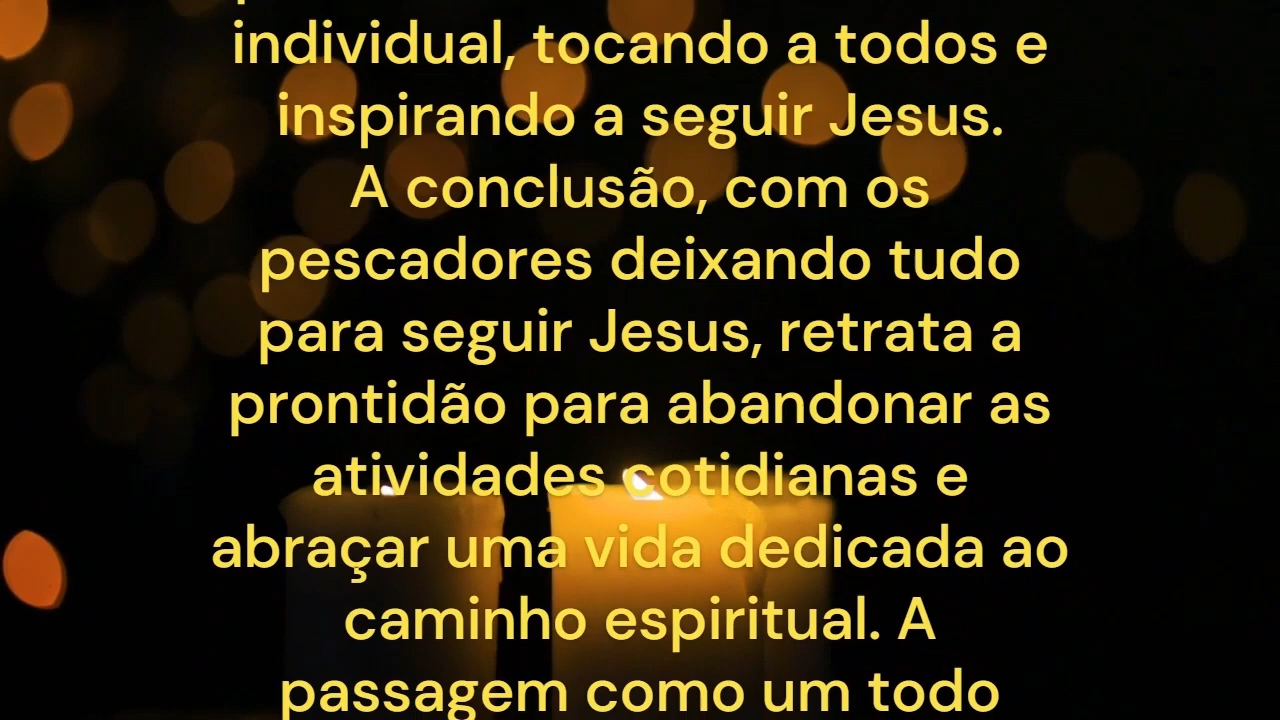 individual, tocando a todos e
inspirando a seguir Jesus.
A conclusão, com os
pescadores deixando tudo
para seguir Jesus, retrata a
prontidão para abandonar as
atividades cotidianas e
abraçar uma vida dedicada ao
caminho espiritual. A
passagem como um todo